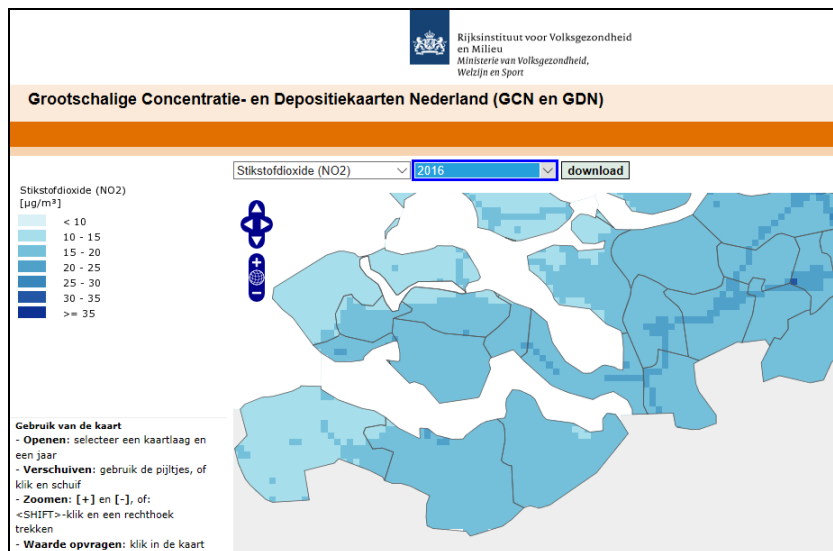 Rijksinstituut voor Volksgezondheid
en Milieu
Ministerie van Volksgezondheid,
Welzijn en Sport
Grootschalige Concentratie- en Depositiekaarten Nederland (GCN en GDN)
Stikstofdioxide (NO2) 2016 download
Stikstofdioxide (NO2)
[µg/m³]
< 10
10 - 15
15 - 20
20 - 25
25 - 30
30 - 35
>= 35
Gebruik van de kaart
- Openen: selecteer een kaartlaag en
een jaar
- Verschuiven: gebruik de pijltjes, of
klik en schuif
- Zoomen: [+] en [-], of:
<SHIFT>-klik en een rechthoek
trekken
- Waarde opvragen: klik in de kaart